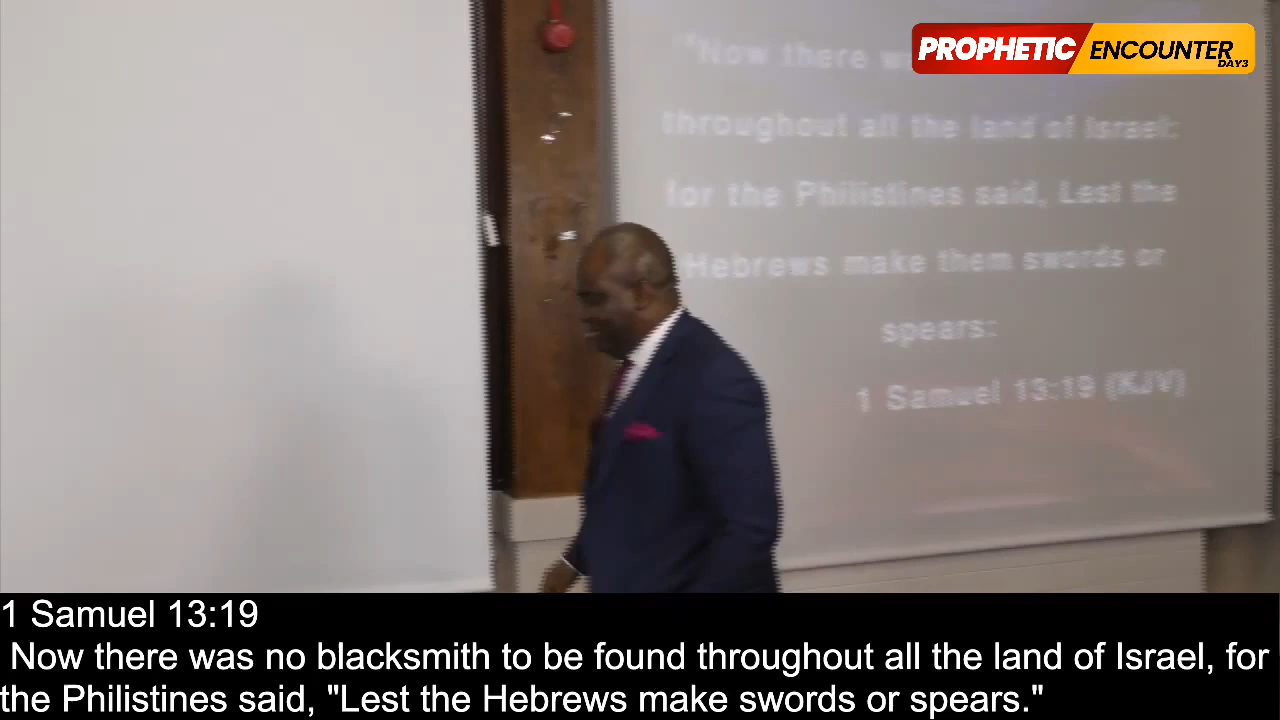 PROPHETIC ENCOUNTER
DAY3
"Now there
throughout all the land of Israel:
for the Philistines said, Lest the
Hebrews make them swords or
spears:
1 Samuel 13:19 (KJV)
1 Samuel 13:19
Now there was no blacksmith to be found throughout all the land of Israel, for
the Philistines said, "Lest the Hebrews make swords or spears."